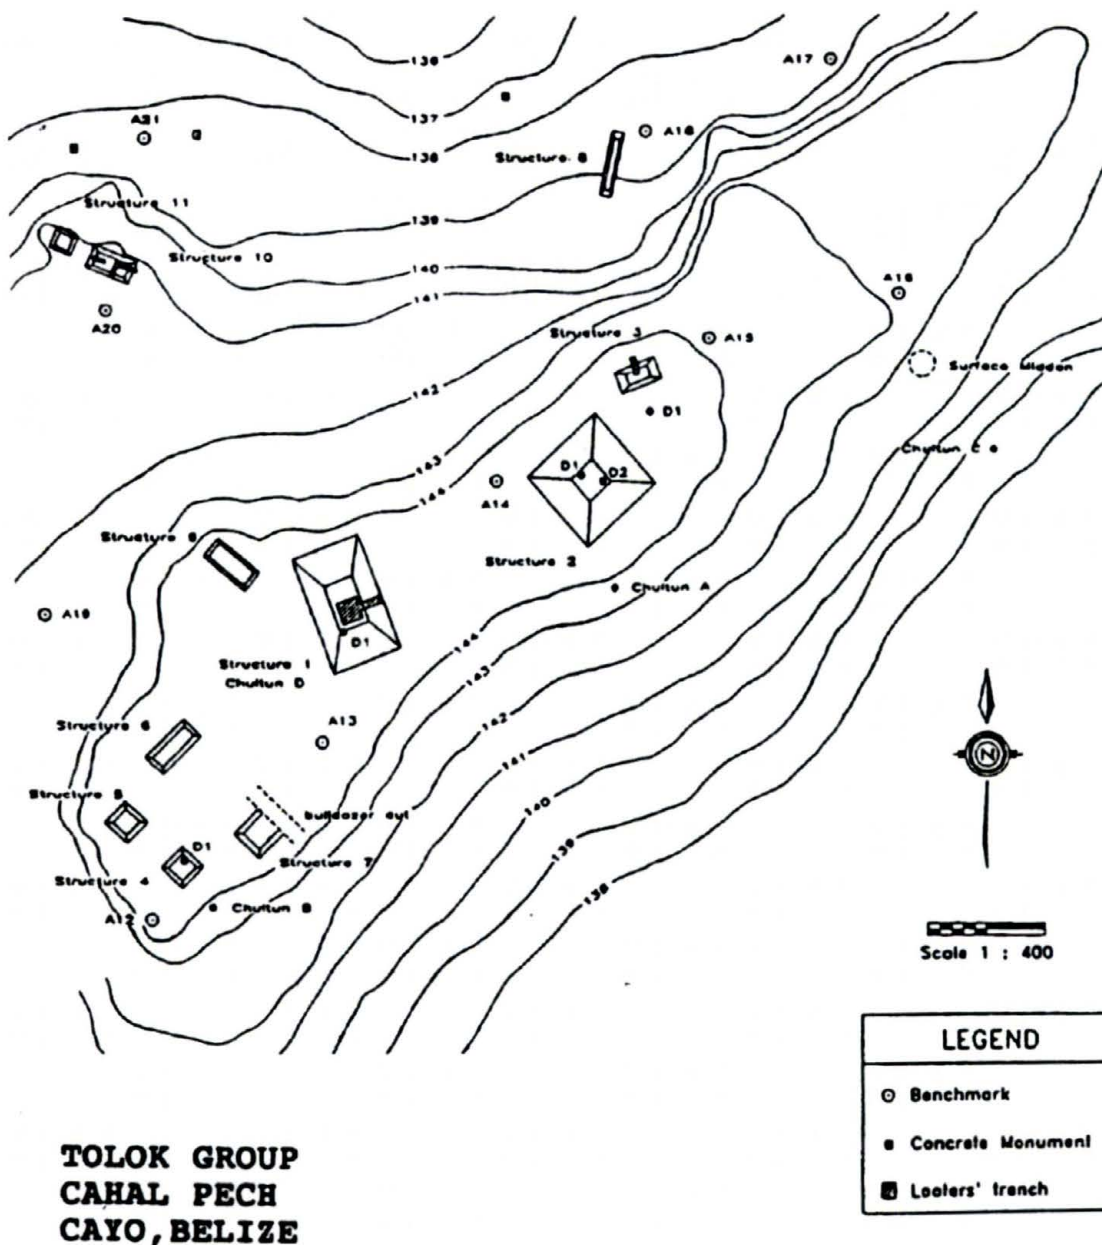 138
A17
137
A21
A16
138
Structure 8
Structure 11
139
Structure 10
140
A16
141
A20
Structure 3
A15
Surface Midden
142
D1
Chultun C
143
D1
D2
144
A14
Structure 9
Structure 2
Chultun A
A19
D1
144
Structure 1
Chultun D
143
A13
142
Structure 6
141
Structure 5
bulldozer cut
140
D1
Structure 7
139
Structure 4
138
A12
Chultun B
N
Scale 1 : 400
LEGEND
Benchmark
Concrete Monument
Looters' trench
TOLOK GROUP
CAHAL PECH
CAYO, BELIZE